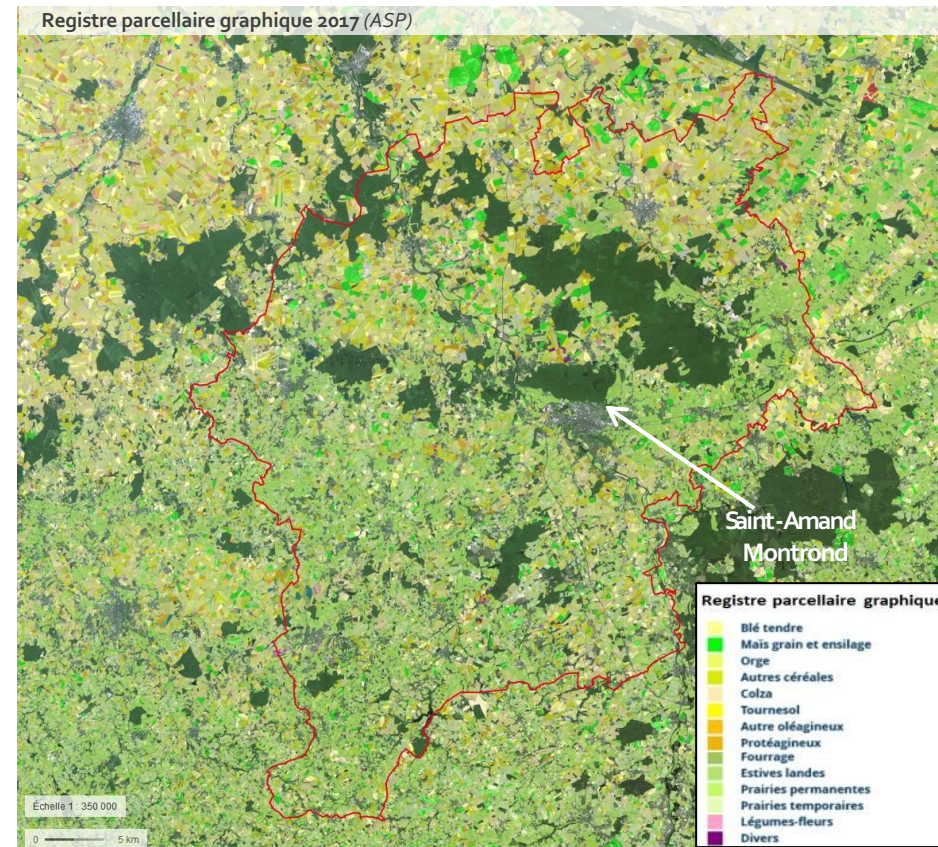 Registre parcellaire graphique 2017 (ASP)
Saint-Amand
Montrond
Registre parcellaire graphique
Blé tendre
Maïs grain et ensilage
Orge
Autres céréales
Colza
Tournesol
Autre oléagineux
Protéagineux
Fourrage
Estives landes
Prairies permanentes
Prairies temporaires
Légumes-fleurs
Divers
Échelle 1 : 350 000
0 5 km